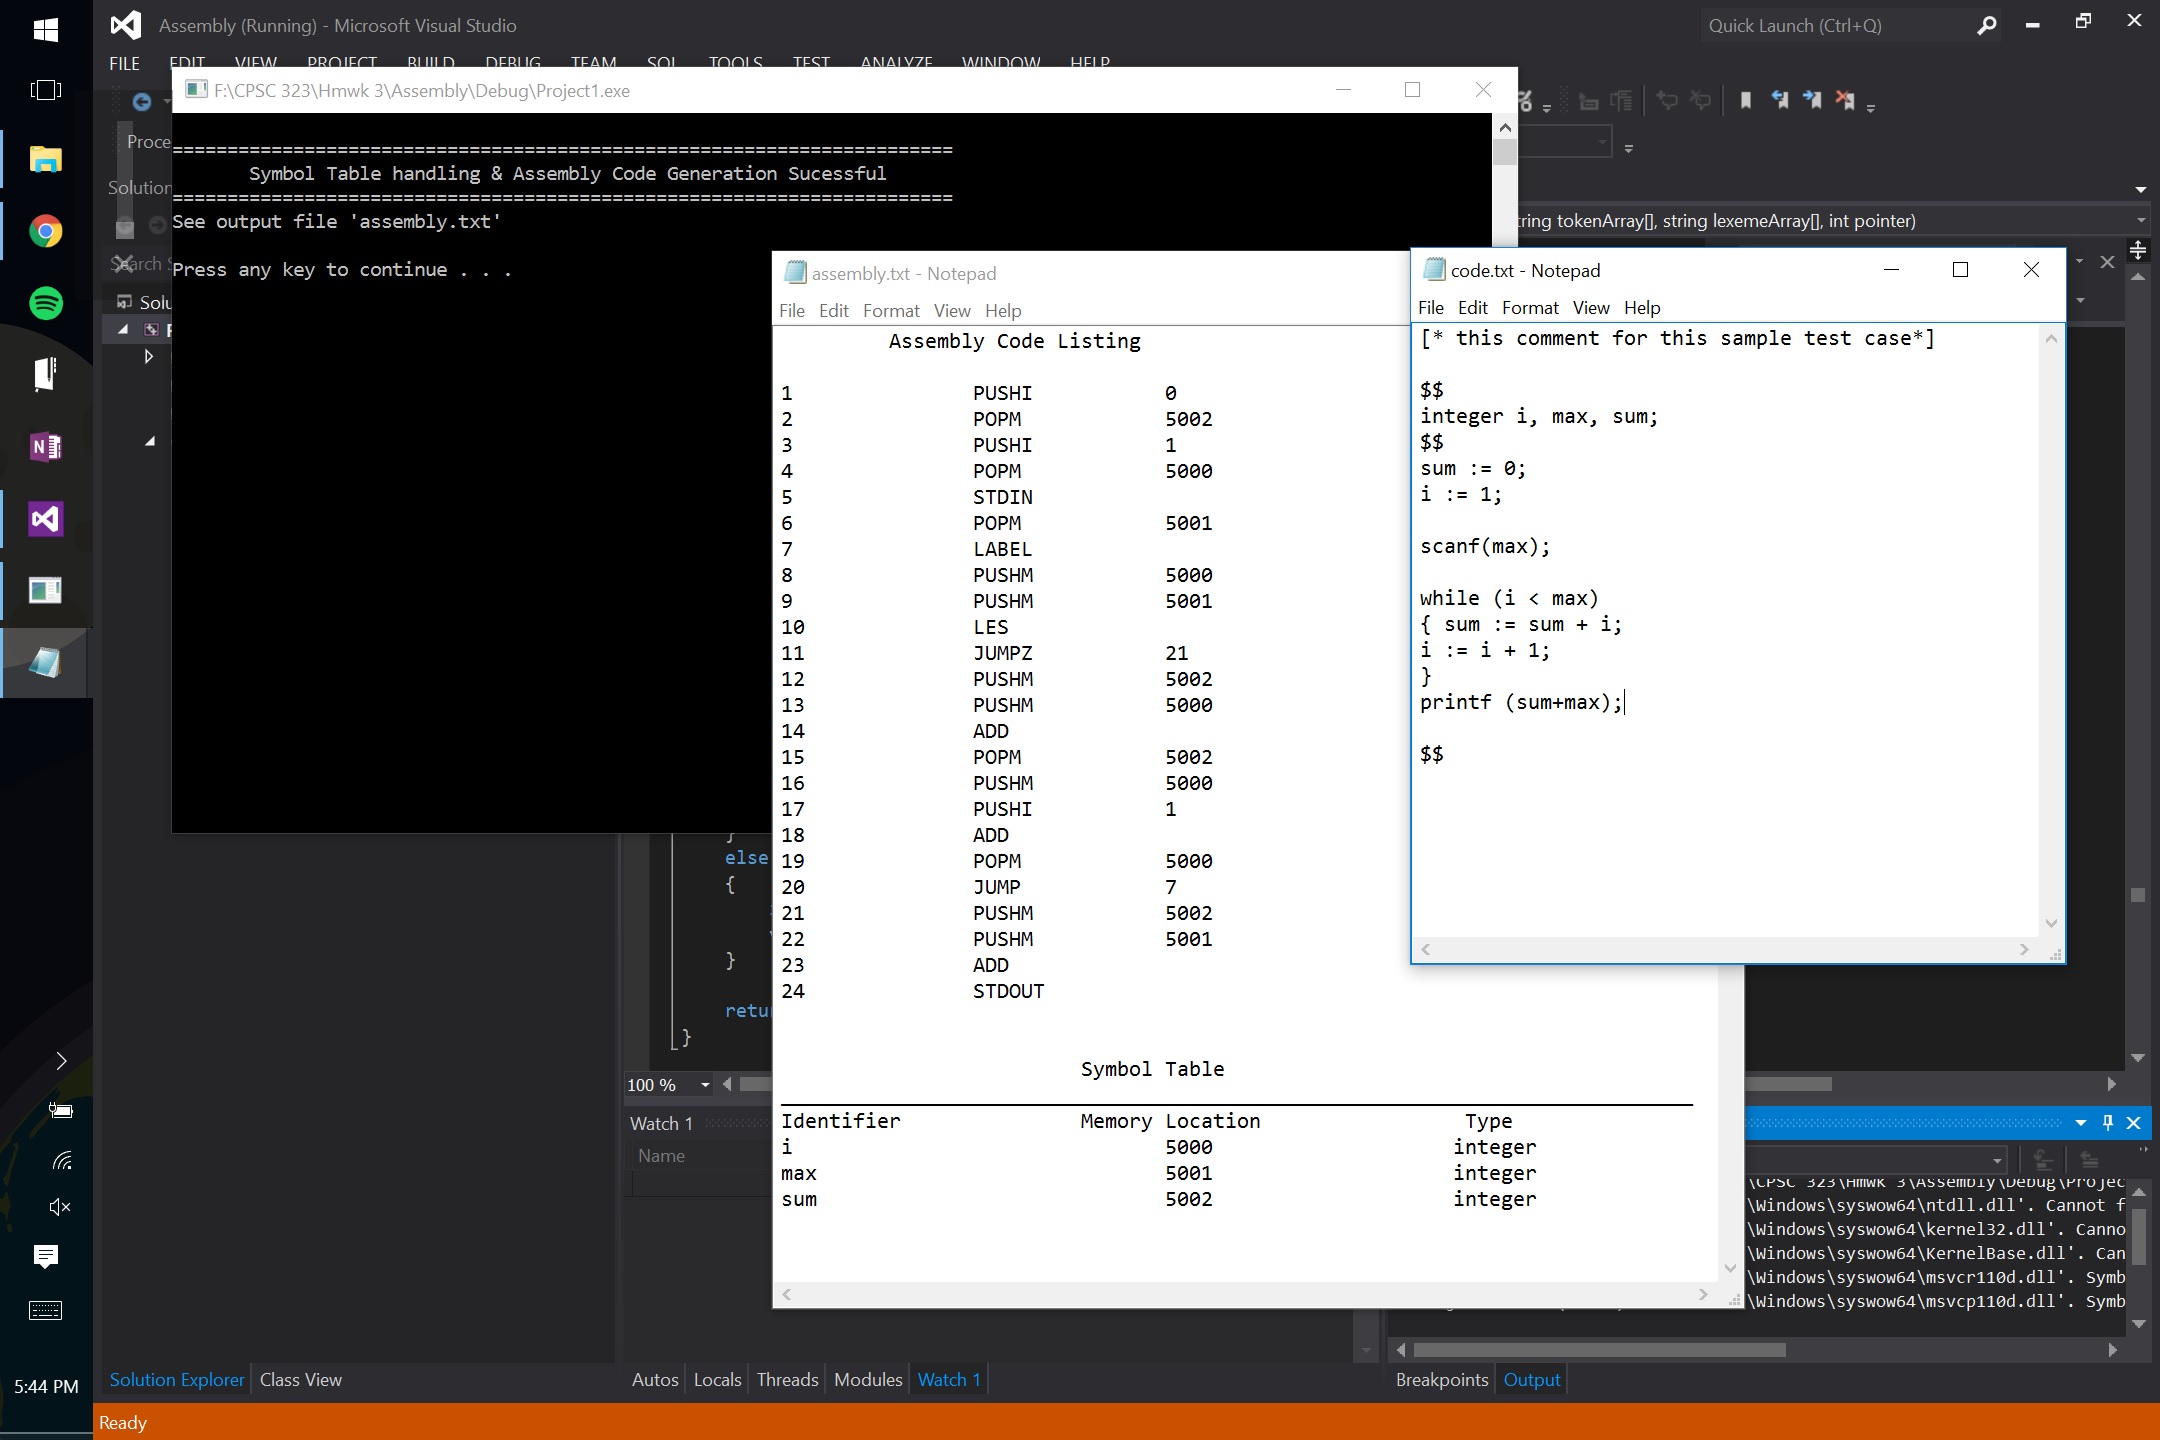 Assembly (Running) - Microsoft Visual Studio
Quick Launch (Ctrl+Q)
FILE EDIT VIEW PROJECT BUILD DEBUG TEAM SQL TOOLS TEST ANALYZE WINDOW HELP
F:\CPSC 323\Hmwk 3\Assembly\Debug\Project1.exe
Proce
Solution
Search
Solu
======================================================================
Symbol Table handling & Assembly Code Generation Sucessful
======================================================================
See output file 'assembly.txt'
Press any key to continue . . .
tring tokenArray[], string lexemeArray[], int pointer)
assembly.txt - Notepad
File Edit Format View Help
Assembly Code Listing
1 PUSHI 0
2 POPM 5002
3 PUSHI 1
4 POPM 5000
5 STDIN
6 POPM 5001
7 LABEL
8 PUSHM 5000
9 PUSHM 5001
10 LES
11 JUMPZ 21
12 PUSHM 5002
13 PUSHM 5000
14 ADD
15 POPM 5002
16 PUSHM 5000
17 PUSHI 1
18 ADD
19 POPM 5000
20 JUMP 7
21 PUSHM 5002
22 PUSHM 5001
23 ADD
24 STDOUT
Symbol Table
Identifier Memory Location Type
i 5000 integer
max 5001 integer
sum 5002 integer
code.txt - Notepad
File Edit Format View Help
[* this comment for this sample test case*]
$$
integer i, max, sum;
$$
sum := 0;
i := 1;
scanf(max);
while (i < max)
{ sum := sum + i;
i := i + 1;
}
printf (sum+max);
$$
}
else
{
}
retu
}
100 %
Watch 1
Name
\CPSC 323\Hmwk 3\Assembly\Debug\Projec
\Windows\syswow64\ntdll.dll'. Cannot f
\Windows\syswow64\kernel32.dll'. Canno
\Windows\syswow64\KernelBase.dll'. Can
\Windows\syswow64\msvcr110d.dll'. Symb
\Windows\syswow64\msvcp110d.dll'. Symb
5:44 PM
Solution Explorer Class View
Autos Locals Threads Modules Watch 1
Breakpoints Output
Ready